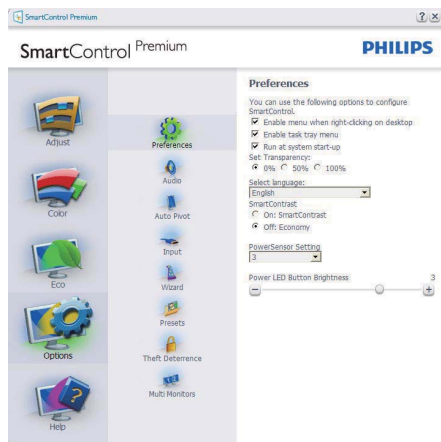 SmartControl Premium
? ×
SmartControl Premium
PHILIPS
Adjust
Color
Eco
Options
Help
Preferences
Audio
Auto Pivot
Input
Wizard
Presets
Theft Deterrence
Multi Monitors
Preferences
You can use the following options to configure
SmartControl.
Enable menu when right-clicking on desktop
Enable task tray menu
Run at system start-up
Set Transparency:
0% 50% 100%
Select language:
English
SmartContrast
On: SmartContrast
Off: Economy
PowerSensor Setting
3
Power LED Button Brightness 3
− +